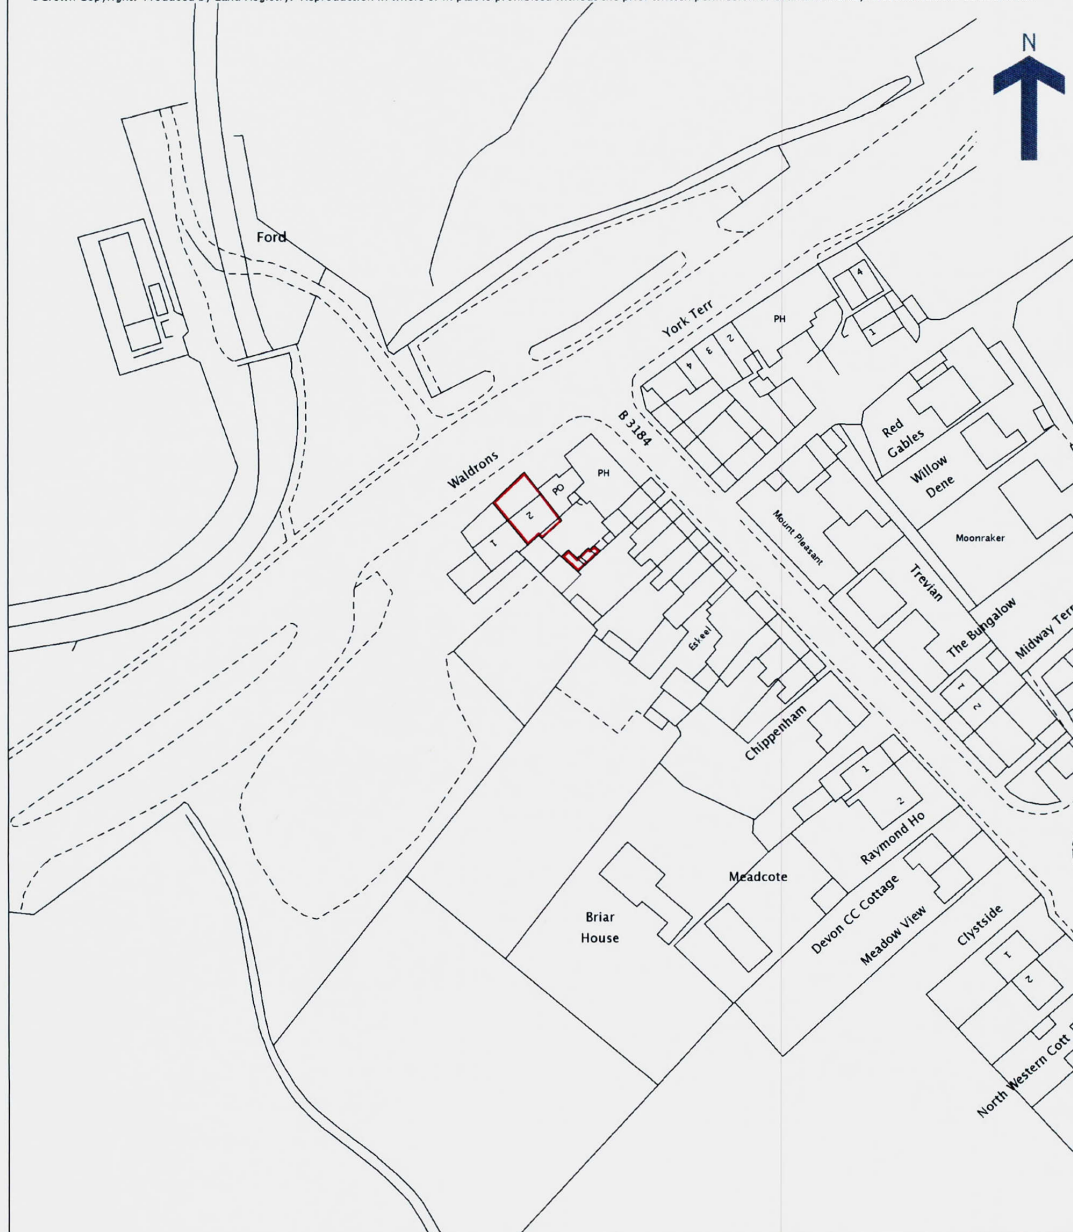 N
Ford
York Terr
PH
4
1
2
3
4
B 3184
Waldrons
PH
PO
2
1
Red
Gables
Willow
Dene
Moonraker
Mount Pleasant
Trevian
The Bungalow
Midway Terr
1
2
Eskeel
Chippenham
1
2
Raymond Ho
Meadcote
Briar
House
Devon CC Cottage
Meadow View
Clystside
1
2
North Western Cott